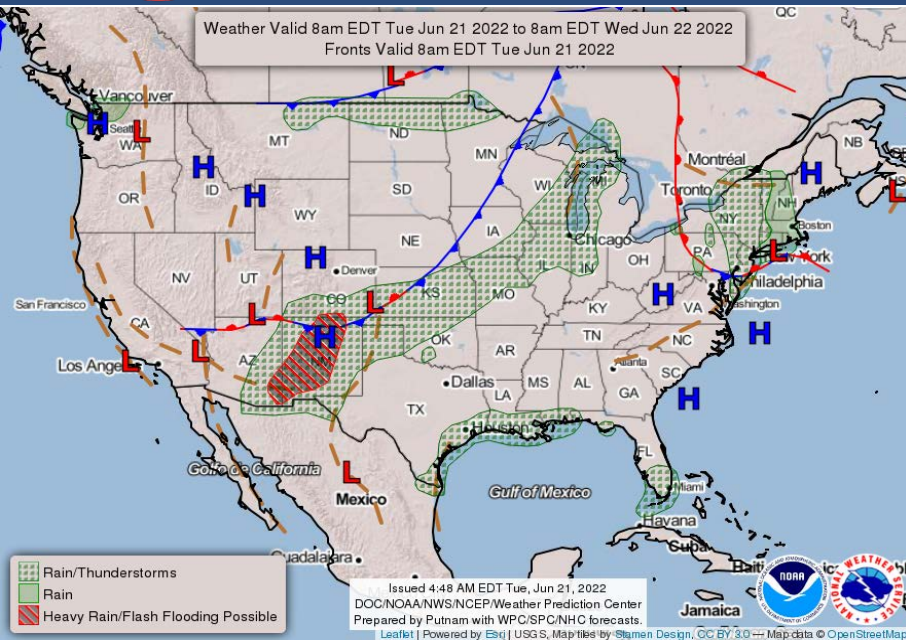 QC
Weather Valid 8am EDT Tue Jun 21 2022 to 8am EDT Wed Jun 22 2022
Fronts Valid 8am EDT Tue Jun 21 2022
ON
L
Vancouver
H
Seattle
L
WA
MT
ND
MN
NB
Montréal
H
H
ID
H
OR
SD
WI
MI
Toronto
NY
NH
L
WY
Boston
NE
IA
Chicago
H
Denver
IL
IN
OH
PA
L
New York
NV
UT
CO
KS
MO
Philadelphia
San Francisco
L
L
H
Washington
CA
KY
VA
H
H
OK
TN
NC
Los Angeles
L
L
AZ
AR
Atlanta
SC
Dallas
MS
AL
GA
H
TX
LA
Houston
FL
Golfo de California
L
Mexico
Gulf of Mexico
Miami
Havana
Cuba
Guadalajara
Jamaica
Rain/Thunderstorms
Rain
Heavy Rain/Flash Flooding Possible
Issued 4:48 AM EDT Tue, Jun 21, 2022
DOC/NOAA/NWS/NCEP/Weather Prediction Center
Prepared by Putnam with WPC/SPC/NHC forecasts.
NOAA
NATIONAL WEATHER SERVICE
Leaflet | Powered by Esri | USGS, Map tiles by Stamen Design, CC BY 3.0 — Map data © OpenStreetMap